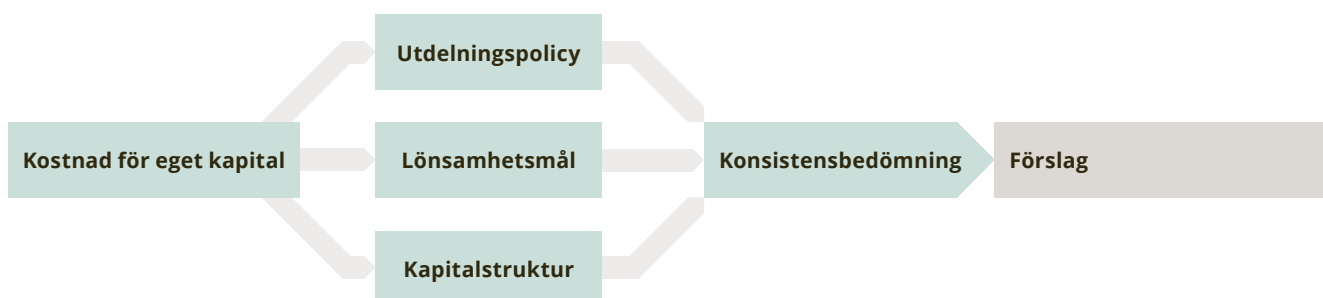 Utdelningspolicy
Kostnad för eget kapital
Lönsamhetsmål
Konsistensbedömning
Förslag
Kapitalstruktur